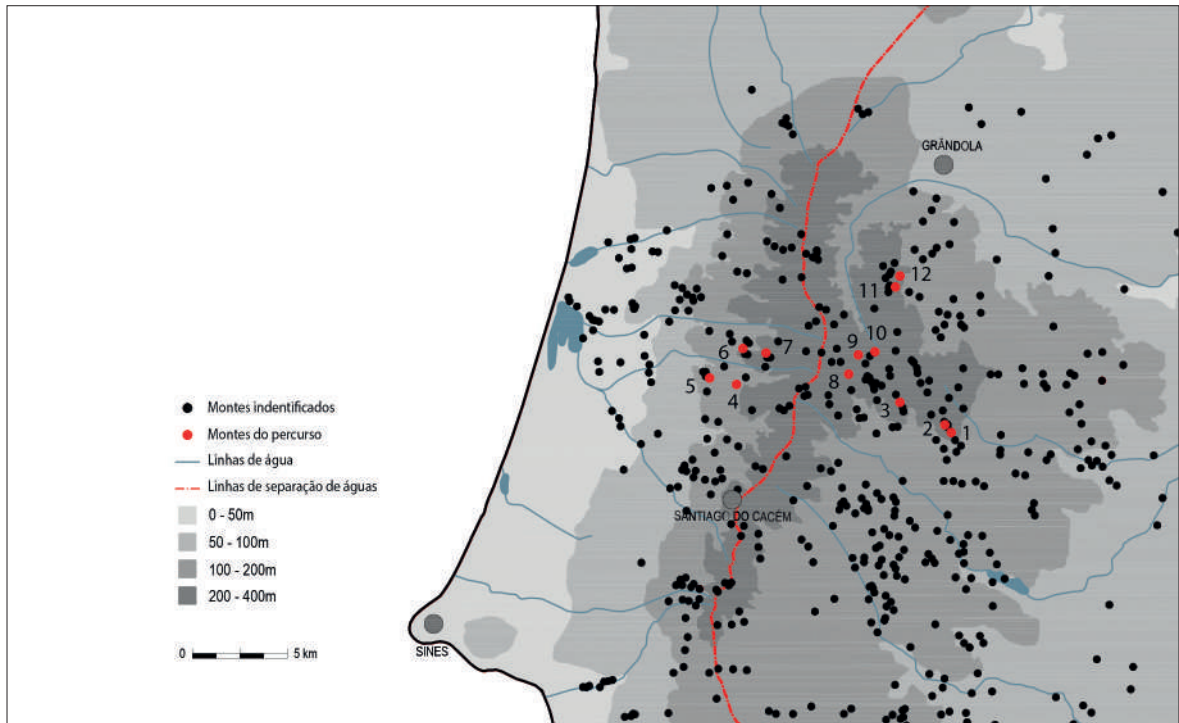 GRÂNDOLA
12
11
10
9
7
6
8
5
4
3
2
1
Montes indentificados
Montes do percurso
Linhas de água
Linhas de separação de águas
0 - 50m
50 - 100m
100 - 200m
200 - 400m
SANTIAGO DO CACÉM
SINES
0
5 km